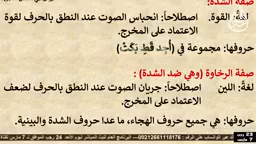 صفة الشدة:
لغة: القوة. اصطلاحاً: انحباس الصوت عند النطق بالحرف لقوة
الاعتماد على المخرج.
حروفها: مجموعة في (أجد قط بكت)
صفة الرخاوة (وهي ضد الشدة) :
لغةً: اللين اصطلاحاً: جريان الصوت عند النطق بالحرف لضعف
الاعتماد على المخرج.
حروفها: هي جميع حروف الهجاء، ما عدا حروف الشدة والبينية.
00212661118176